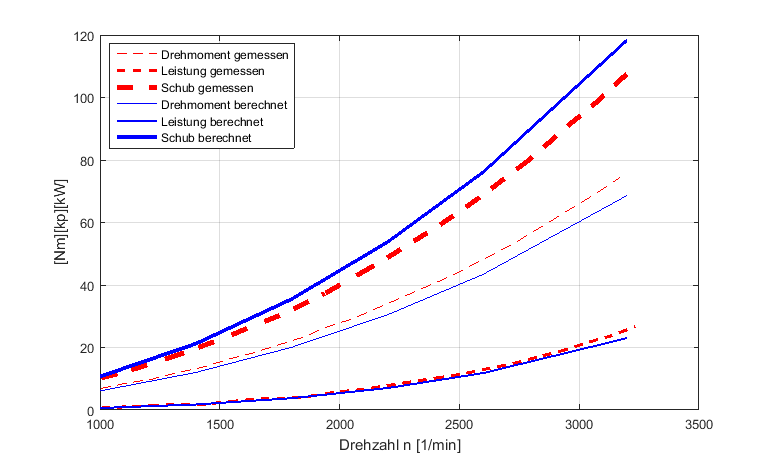 120
100
80
60
40
20
0
[Nm][kp][kW]
Drehmoment gemessen
Leistung gemessen
Schub gemessen
Drehmoment berechnet
Leistung berechnet
Schub berechnet
1000 1500 2000 2500 3000 3500
Drehzahl n [1/min]